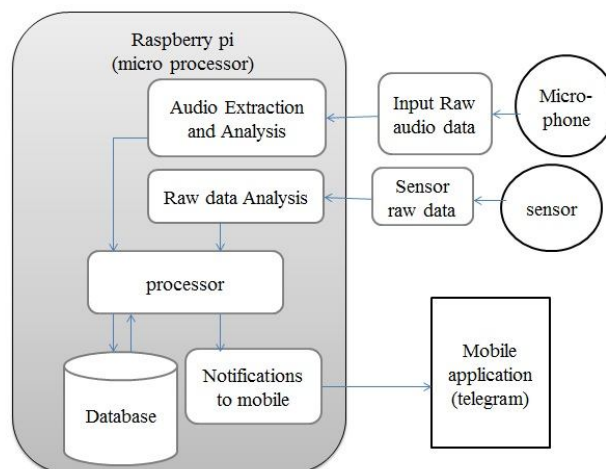 Raspberry pi
(micro processor)
Audio Extraction
and Analysis
Input Raw
audio data
Micro-
phone
Raw data Analysis
Sensor
raw data
sensor
processor
Database
Notifications
to mobile
Mobile
application
(telegram)